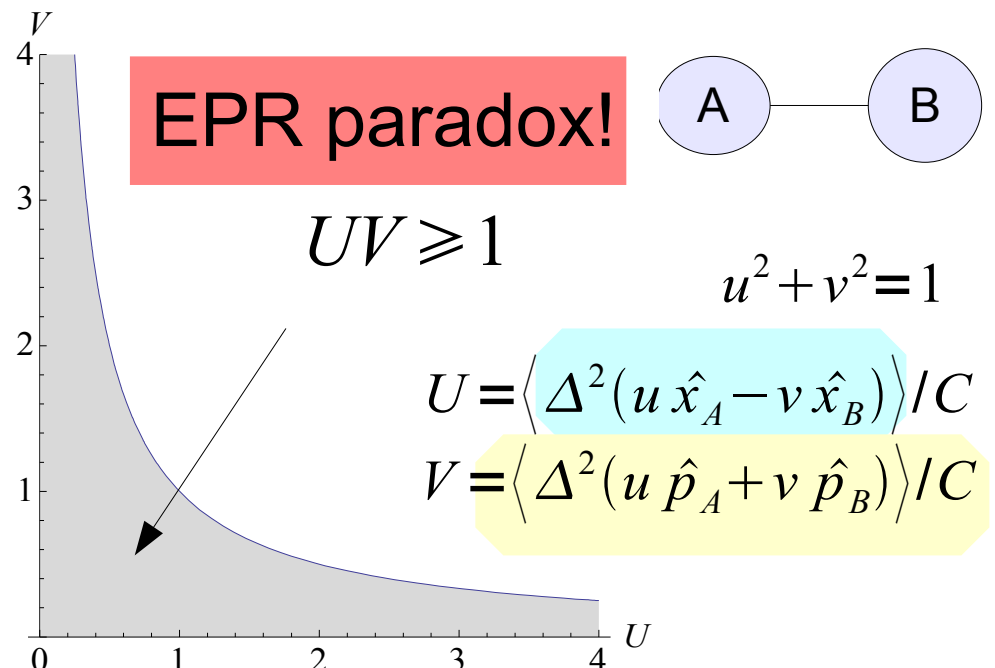 V
4
3
2
1
0 1 2 3 4
U
EPR paradox!
A B
UV ⩾ 1
u² + v² = 1
U = ⟨Δ²(u x̂_A − v x̂_B)⟩/C
V = ⟨Δ²(u p̂_A + v p̂_B)⟩/C